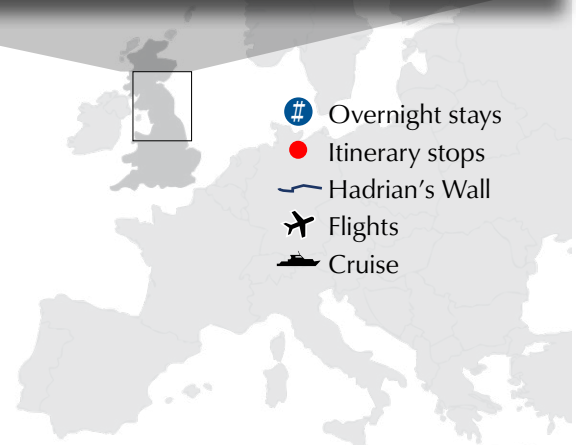 # Overnight stays
Itinerary stops
Hadrian's Wall
Flights
Cruise